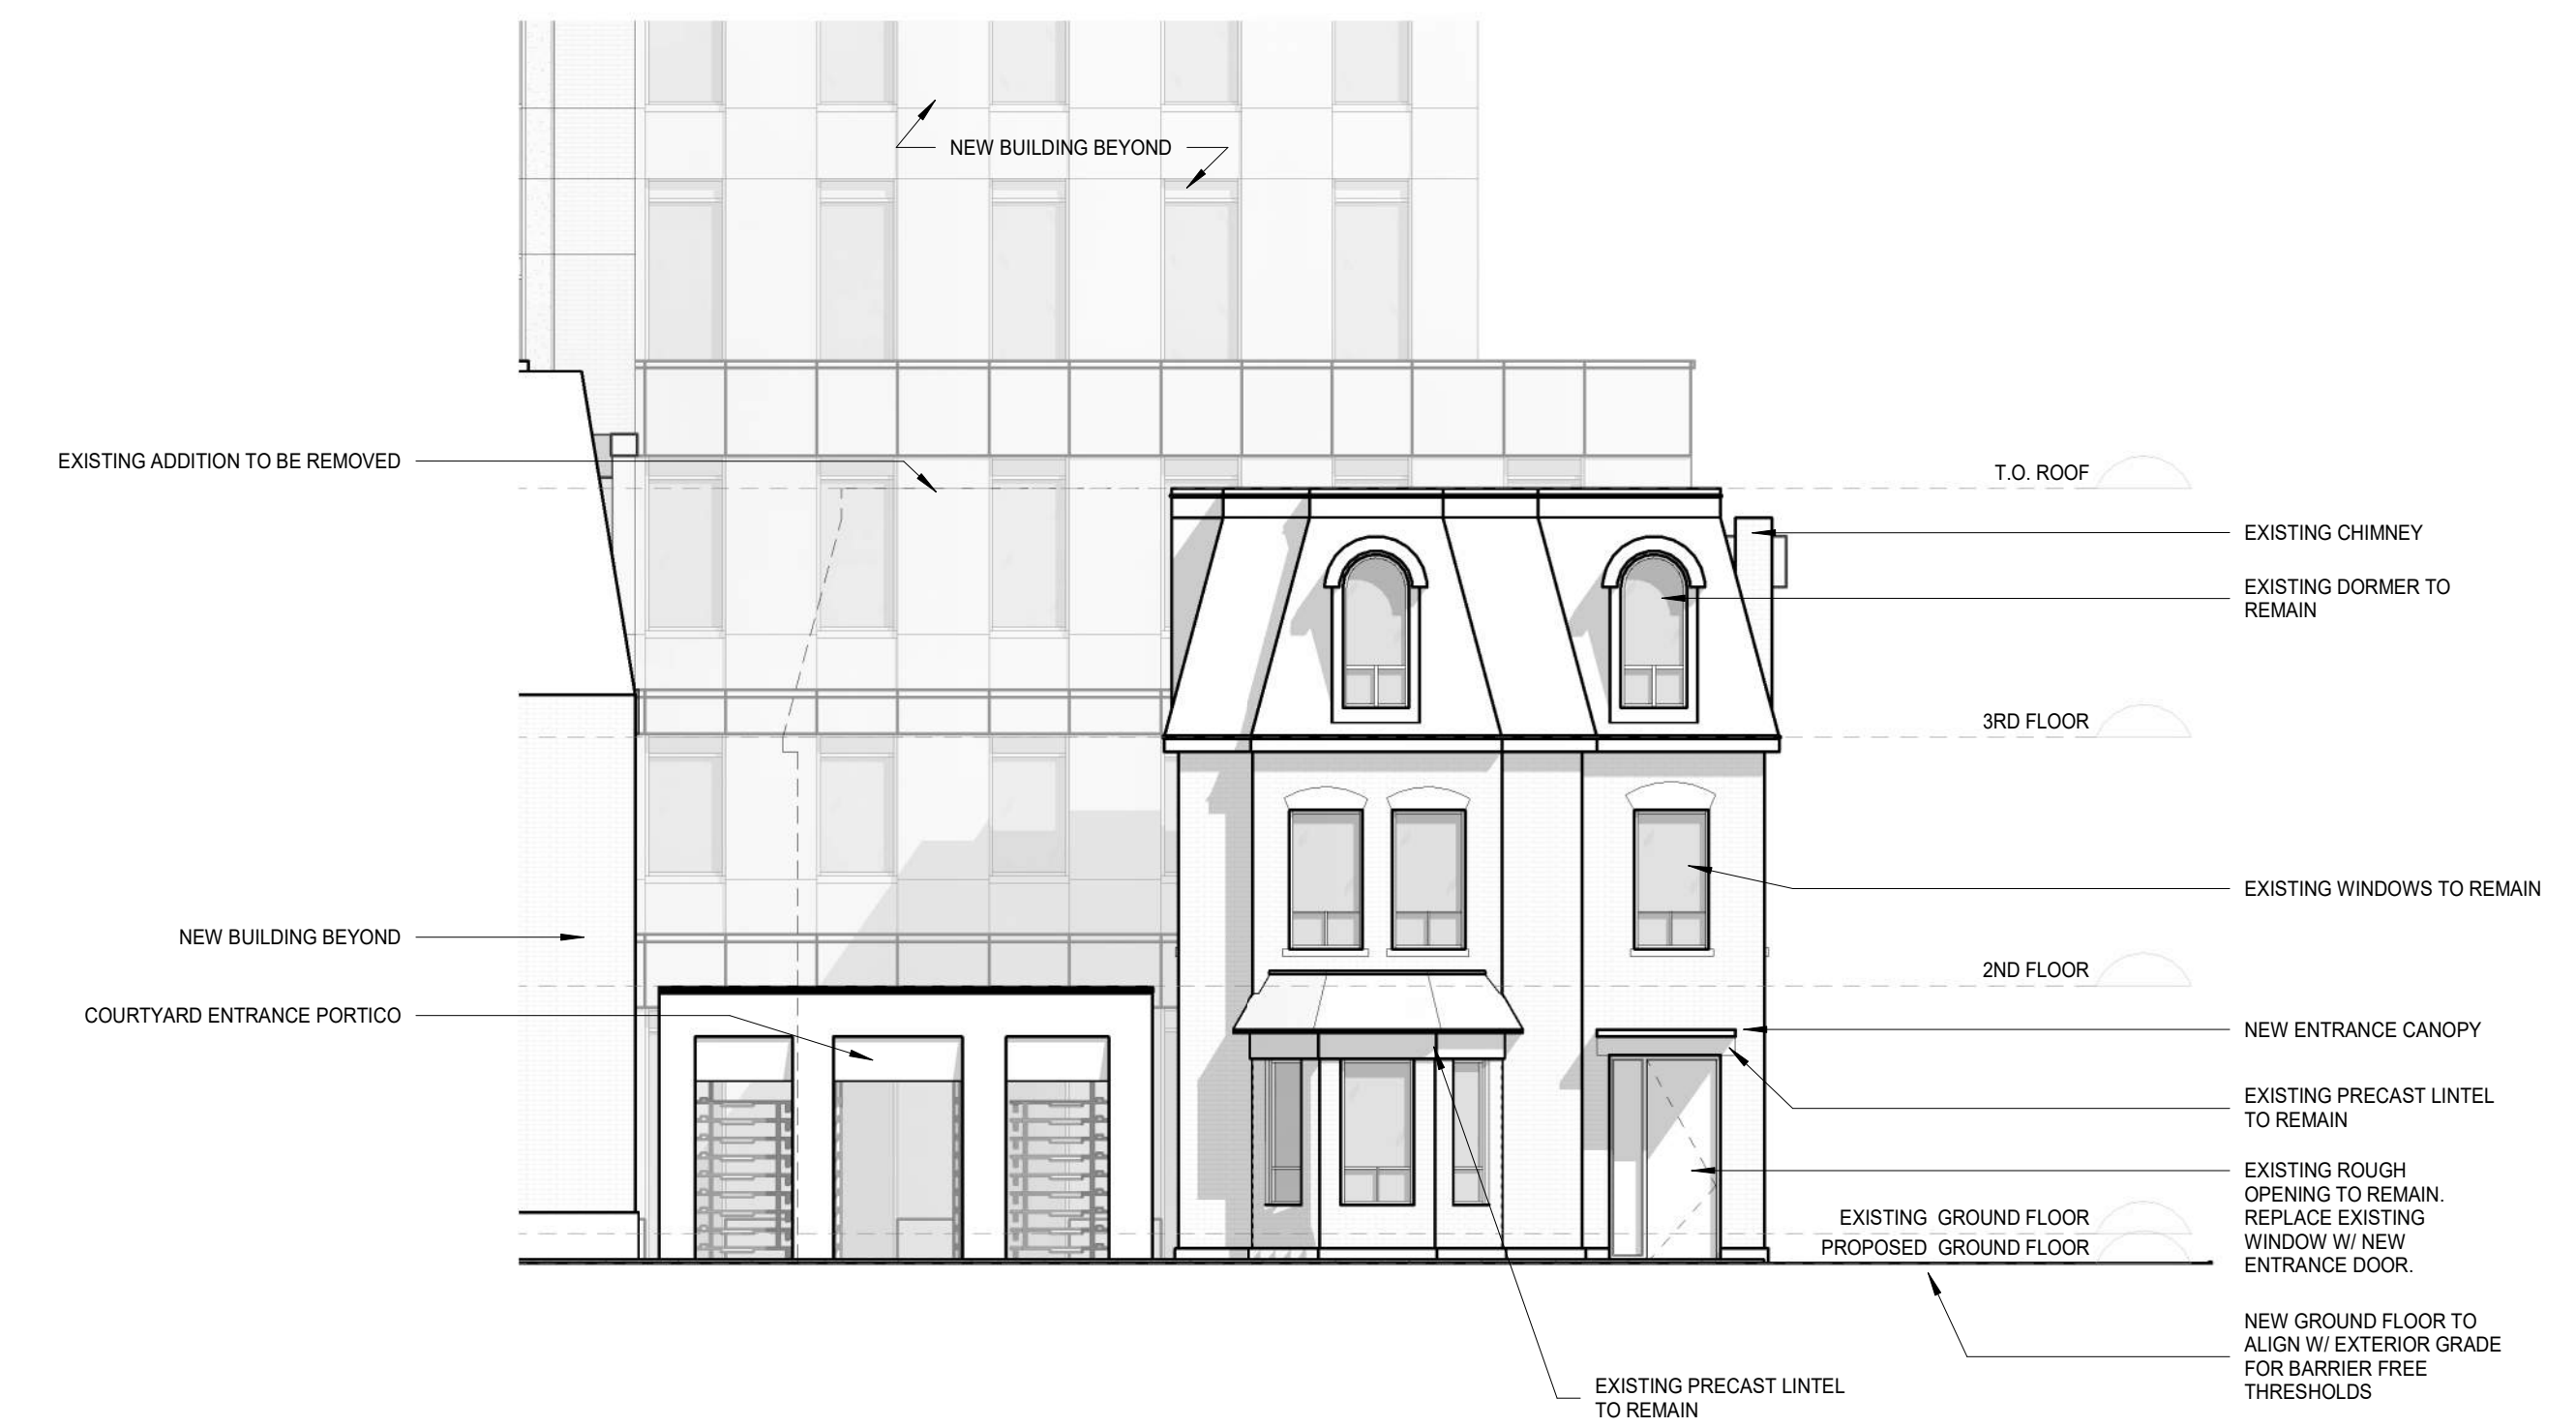 NEW BUILDING BEYOND
EXISTING ADDITION TO BE REMOVED
T.O. ROOF
EXISTING CHIMNEY
EXISTING DORMER TO
REMAIN
3RD FLOOR
EXISTING WINDOWS TO REMAIN
NEW BUILDING BEYOND
2ND FLOOR
COURTYARD ENTRANCE PORTICO
NEW ENTRANCE CANOPY
EXISTING PRECAST LINTEL
TO REMAIN
EXISTING ROUGH
OPENING TO REMAIN.
REPLACE EXISTING
WINDOW W/ NEW
ENTRANCE DOOR.
EXISTING GROUND FLOOR
PROPOSED GROUND FLOOR
NEW GROUND FLOOR TO
ALIGN W/ EXTERIOR GRADE
FOR BARRIER FREE
THRESHOLDS
EXISTING PRECAST LINTEL
TO REMAIN